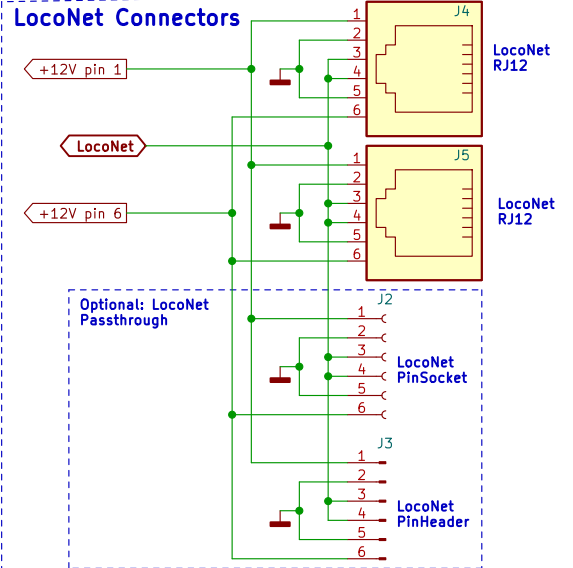 LocoNet Connectors
J4
1
2
3
4
5
6
LocoNet
RJ12
+12V pin 1
LocoNet
J5
1
2
3
4
5
6
LocoNet
RJ12
+12V pin 6
Optional: LocoNet
Passthrough
J2
1
2
3
4
5
6
LocoNet
PinSocket
J3
1
2
3
4
5
6
LocoNet
PinHeader